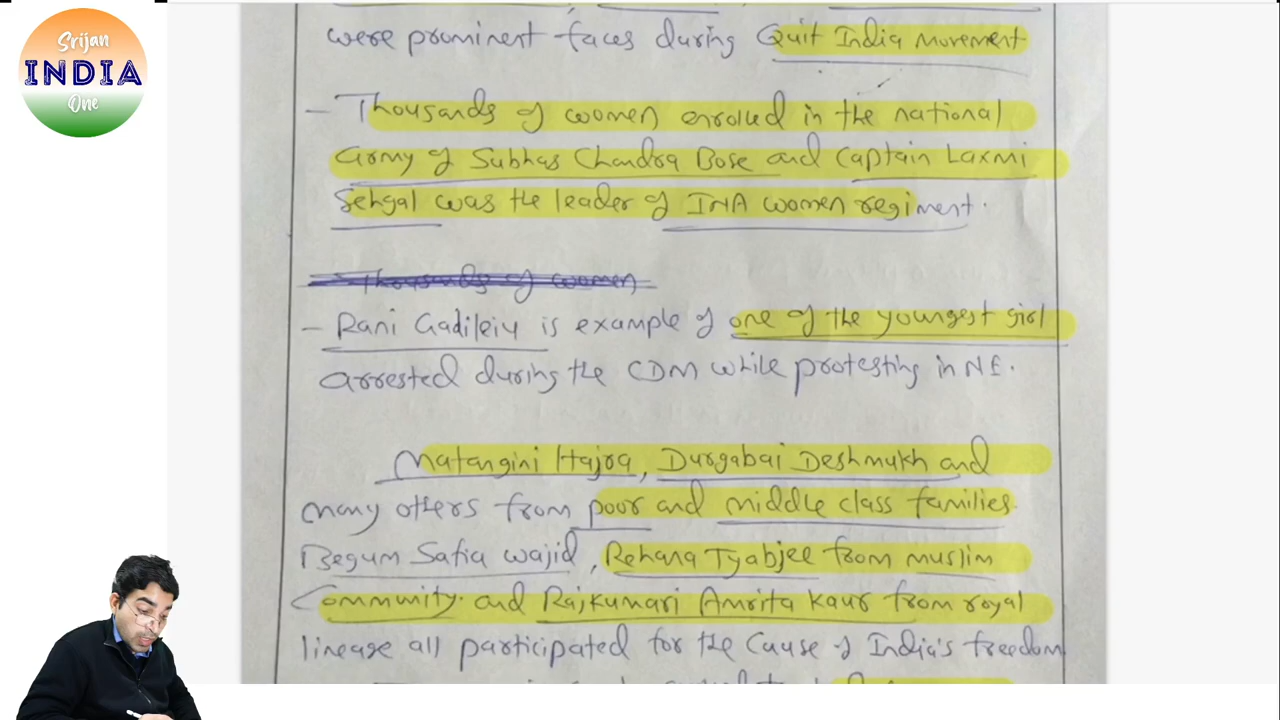 Srijan
INDIA
One
were prominent faces during Quit India Movement
- Thousands of women enrolled in the national
army of Subhas Chandra Bose and Captain Laxmi
Sehgal was the leader of INA women regiment.
Thousands of women
- Rani Gadileiu is example of one of the youngest girl
arrested during the CDM while protesting in NE.
Matangini Hajra, Durgabai Deshmukh and
many others from poor and middle class families.
Begum Safia wajid, Rehana Tyabjee from muslim
Community. and Rajkumari Amrita Kaur from royal
lineage all participated for the Cause of India's freedom